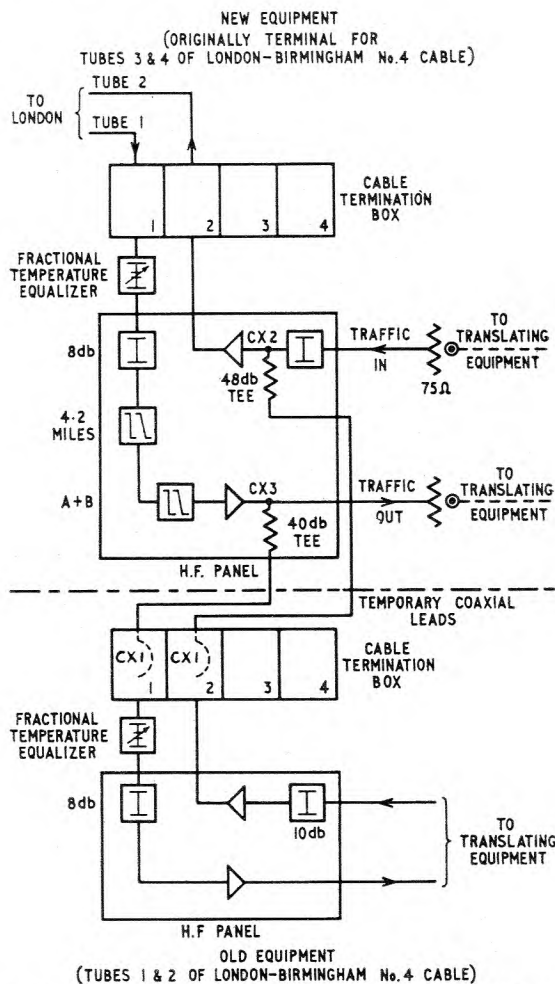 NEW EQUIPMENT
(ORIGINALLY TERMINAL FOR
TUBES 3 & 4 OF LONDON–BIRMINGHAM No.4 CABLE)
TO
LONDON
TUBE 2
TUBE 1
1
2
3
4
CABLE
TERMINATION
BOX
FRACTIONAL
TEMPERATURE
EQUALIZER
8db
4·2
MILES
A+B
CX2
48db
TEE
TRAFFIC
IN
75Ω
TO
TRANSLATING
EQUIPMENT
CX3
40db
TEE
TRAFFIC
OUT
TO
TRANSLATING
EQUIPMENT
H.F. PANEL
TEMPORARY COAXIAL
LEADS
CX1
1
CX1
2
3
4
CABLE
TERMINATION
BOX
FRACTIONAL
TEMPERATURE
EQUALIZER
8db
10db
TO
TRANSLATING
EQUIPMENT
H.F PANEL
OLD EQUIPMENT
(TUBES 1 & 2 OF LONDON–BIRMINGHAM No.4 CABLE)